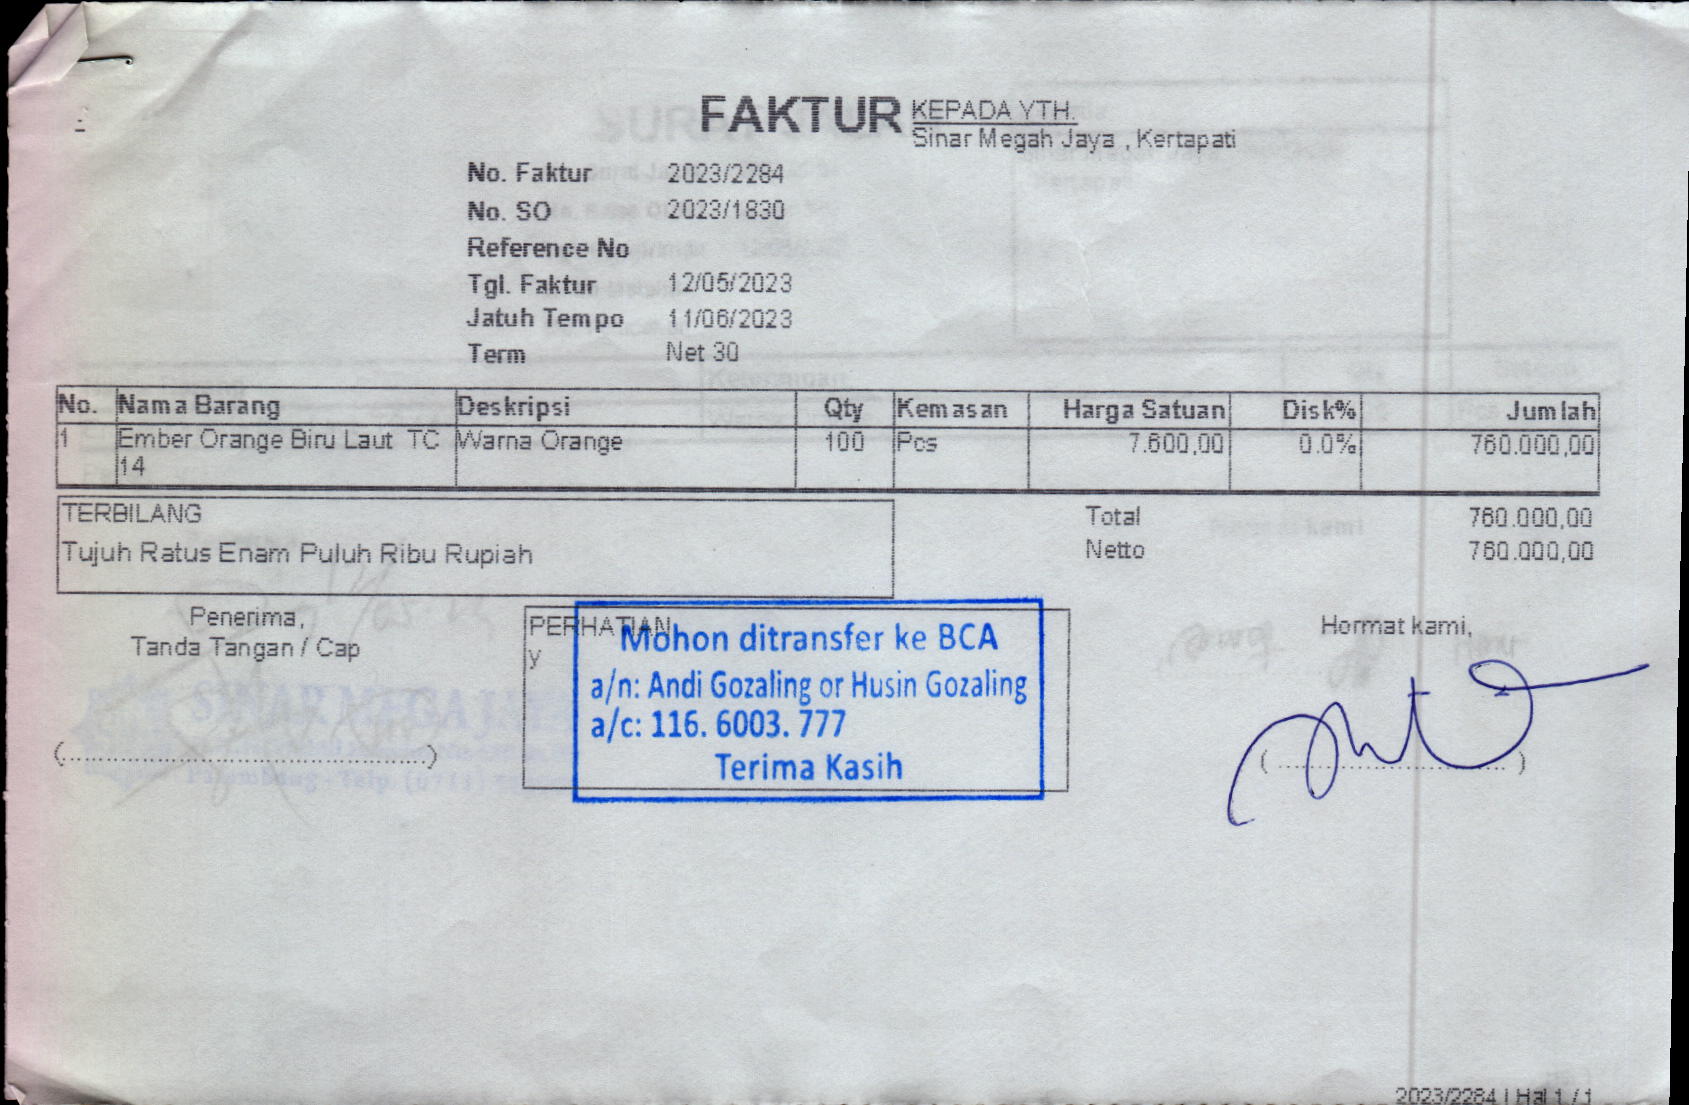 FAKTUR
KEPADA YTH.
Sinar Megah Jaya , Kertapati
No. Faktur 2023/2284
No. SO 2023/1830
Reference No
Tgl. Faktur 12/05/2023
Jatuh Tempo 11/06/2023
Term Net 30
No. Nama Barang Deskripsi Qty Kemasan Harga Satuan Disk% Jumlah
1 Ember Orange Biru Laut TC Warna Orange 100 Pcs 7.600,00 0.0% 760.000,00
14
TERBILANG
Tujuh Ratus Enam Puluh Ribu Rupiah
Total 760.000,00
Netto 760.000,00
Penerima,
Tanda Tangan / Cap
(....................................................)
PERHATIAN
y
Mohon ditransfer ke BCA
a/n: Andi Gozaling or Husin Gozaling
a/c: 116. 6003. 777
Terima Kasih
Hormat kami,
(................................)
2023/2284 | Hal 1 / 1